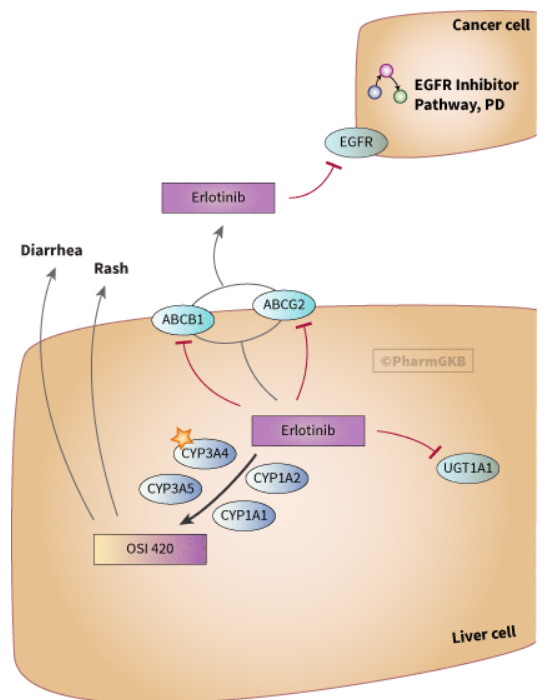 Cancer cell
EGFR Inhibitor
Pathway, PD
EGFR
Erlotinib
Diarrhea
Rash
ABCB1
ABCG2
©PharmGKB
Erlotinib
CYP3A4
UGT1A1
CYP3A5
CYP1A2
CYP1A1
OSI 420
Liver cell